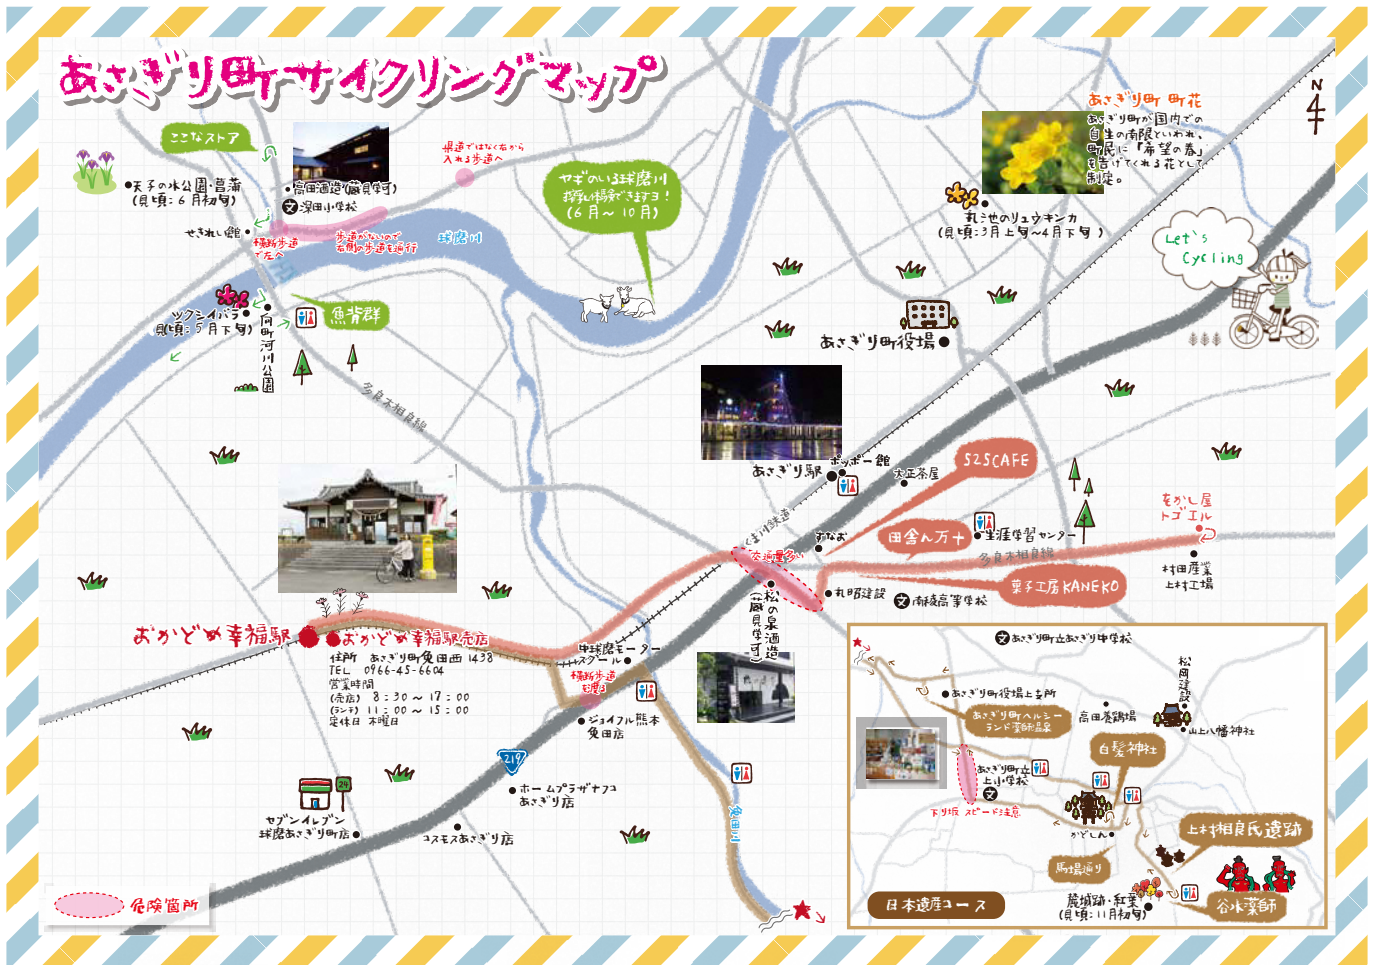 あさぎり町サイクリングマップ
ここなストア
天子の水公園・菖蒲
(見頃:6月初旬)
高田酒造(蔵見学可)
深田小学校
県道ではなく右から
入れる歩道へ
せきれい館
横断歩道
で左へ
歩道がないので
右側の歩道を通行
球磨川
ヤギのいる球磨川
搾乳体験できますヨ!
(6月〜10月)
あさぎり町 町花
あさぎり町が国内での
自生の南限といわれ、
町民に「希望の春」
を告げてくれる花として
制定。
N
丸池のリュウキンカ
(見頃:3月上旬〜4月下旬)
Let's
Cycling
ツクシイバラ
(見頃:5月下旬)
魚背群
向町河川公園
多良木相良線
あさぎり町役場
あさぎり駅
ポッポー館
大正茶屋
S2SCAFE
くま川鉄道
すなお
交通量多い
田舎ん万十
生涯学習センター
多良木相良線
をかし屋
トゴエル
村田産業
上村工場
菓子工房KANEKO
丸昭建設
南稜高等学校
松の泉酒造
(蔵見学可)
おかどめ幸福駅
おかどめ幸福駅売店
住所 あさぎり町免田西1438
TEL 0966-45-6604
営業時間
(売店) 8:30〜17:00
(ランチ) 11:00〜15:00
定休日 木曜日
中球磨モーター
スクール
横断歩道
を渡る
ジョイフル熊本
免田店
219
ホームプラザナフコ
あさぎり店
24
セブンイレブン
球磨あさぎり町店
コスモスあさぎり店
免田川
危険箇所
あさぎり町立あさぎり中学校
あさぎり町役場上支所
あさぎり町ヘルシー
ランド薬師温泉
高田養鶏場
松岡建設
山上八幡神社
白髪神社
あさぎり町立
上小学校
下り坂 スピード注意
かどしん
馬場通り
上村相良氏遺跡
麓城跡・紅葉
(見頃:11月初旬)
谷水薬師
日本遺産コース